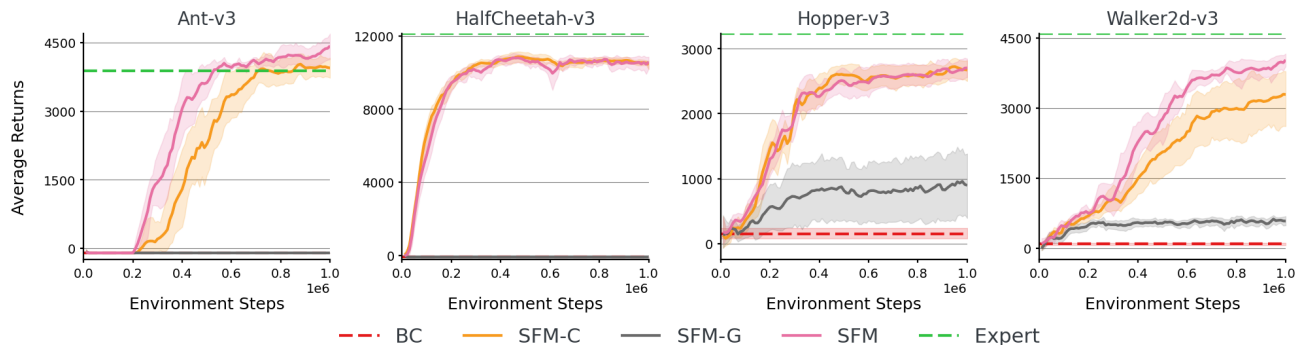 Ant-v3 HalfCheetah-v3 Hopper-v3 Walker2d-v3
Average Returns
4500
3000
1500
0
12000
8000
4000
0
3000
2000
1000
0
4500
3000
1500
0
0.0 0.2 0.4 0.6 0.8 1.0
0.0 0.2 0.4 0.6 0.8 1.0
0.0 0.2 0.4 0.6 0.8 1.0
0.0 0.2 0.4 0.6 0.8 1.0
1e6 1e6 1e6 1e6
Environment Steps Environment Steps Environment Steps Environment Steps
BC SFM-C SFM-G SFM Expert